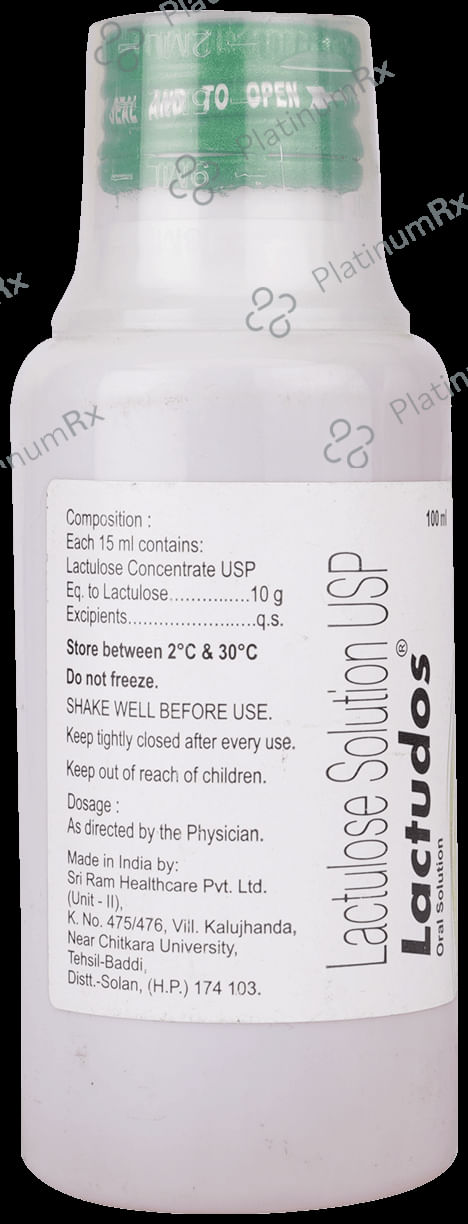 SEAL AND TO OPEN
PlatinumRx
PlatinumRx
PlatinumRx
Composition :
Each 15 ml contains:
Lactulose Concentrate USP
Eq. to Lactulose..............10 g
Excipients......................q.s.
Store between 2°C & 30°C
Do not freeze.
SHAKE WELL BEFORE USE.
Keep tightly closed after every use.
Keep out of reach of children.
Dosage :
As directed by the Physician.
Made in India by:
Sri Ram Healthcare Pvt. Ltd.
(Unit - II),
K. No. 475/476, Vill. Kalujhanda,
Near Chitkara University,
Tehsil-Baddi,
Distt.-Solan, (H.P.) 174 103.
100 ml
Lactulose Solution USP
Lactudos®
Oral Solution